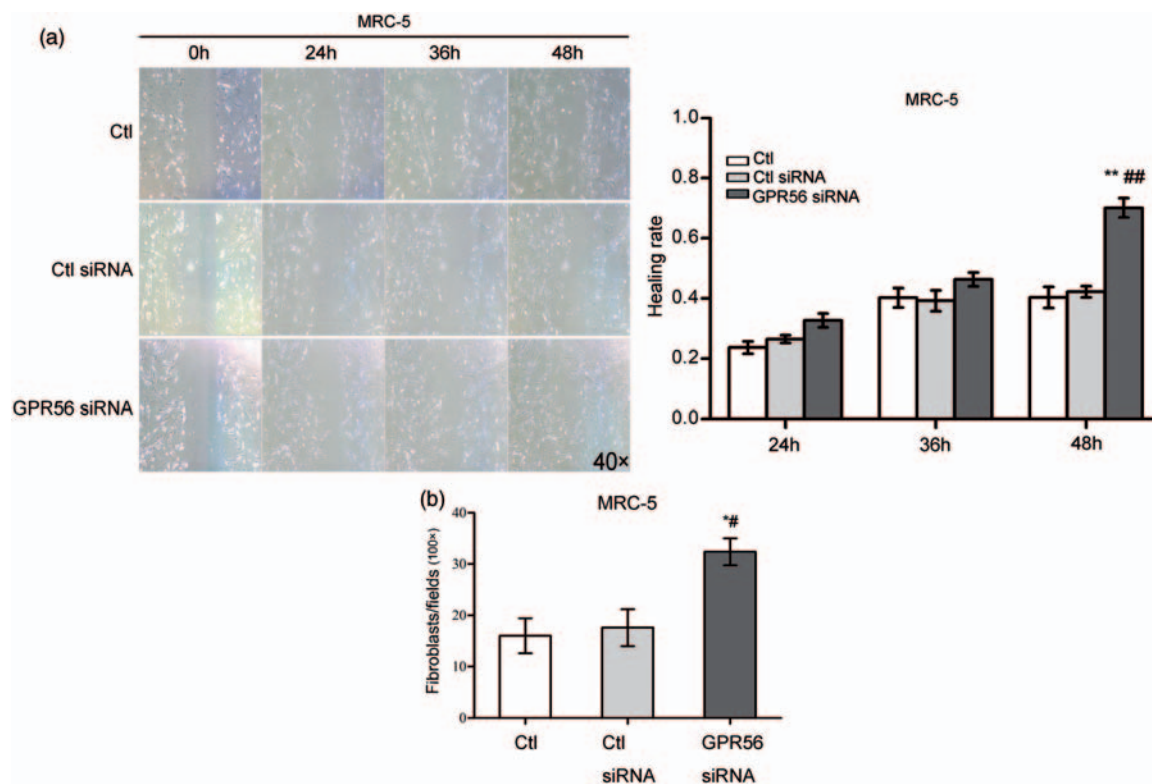 (a)
MRC-5
0h 24h 36h 48h
Ctl
Ctl siRNA
GPR56 siRNA
40×
MRC-5
Healing rate
1.0
0.8
0.6
0.4
0.2
0.0
Ctl
Ctl siRNA
GPR56 siRNA
** ##
24h 36h 48h
(b)
MRC-5
Fibroblasts/fields (100×)
40
30
20
10
0
*#
Ctl Ctl GPR56
siRNA siRNA